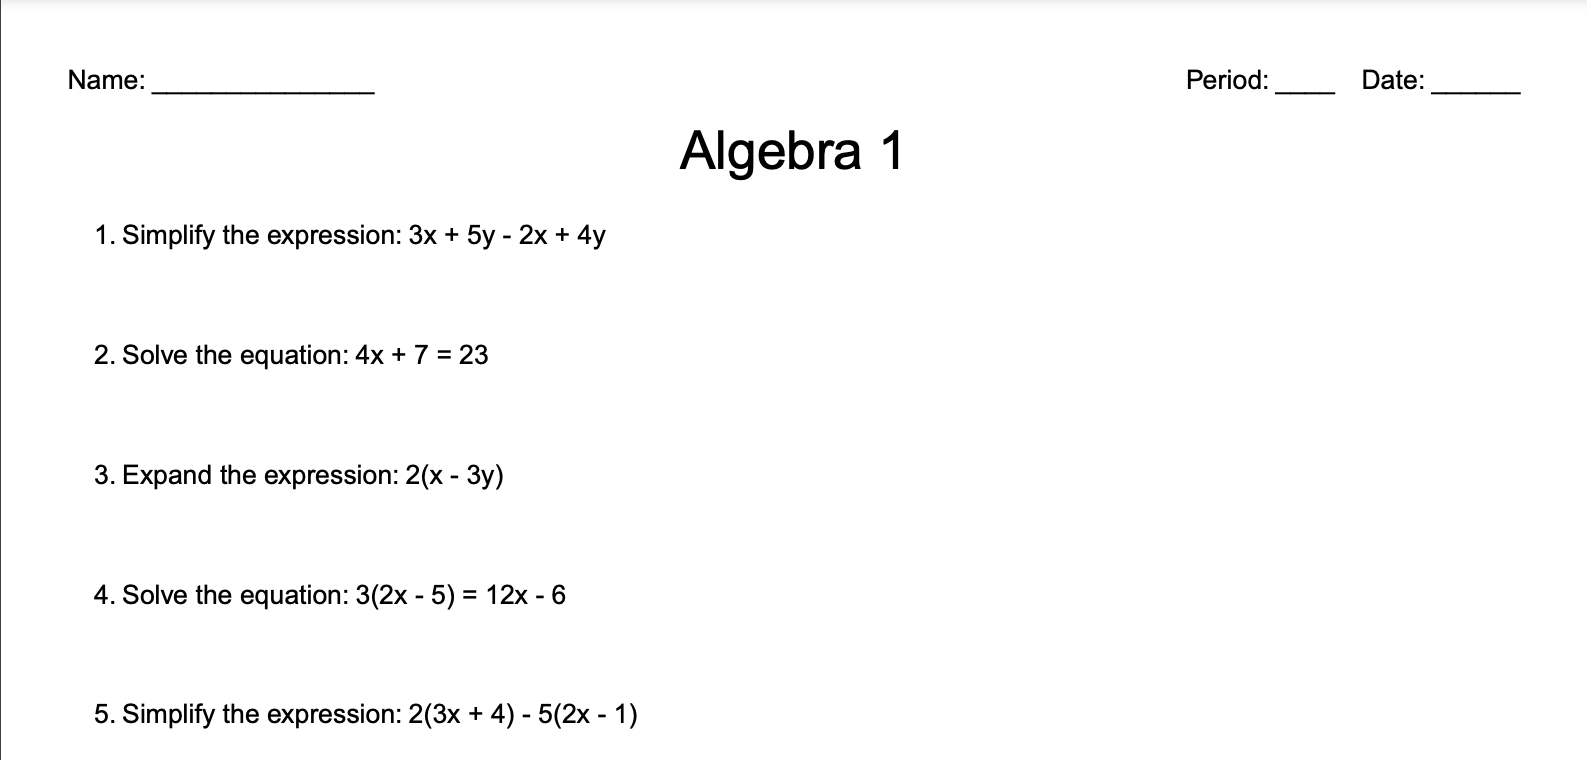 Name: _______________ Period: ____ Date: ______
Algebra 1
1. Simplify the expression: 3x + 5y - 2x + 4y
2. Solve the equation: 4x + 7 = 23
3. Expand the expression: 2(x - 3y)
4. Solve the equation: 3(2x - 5) = 12x - 6
5. Simplify the expression: 2(3x + 4) - 5(2x - 1)